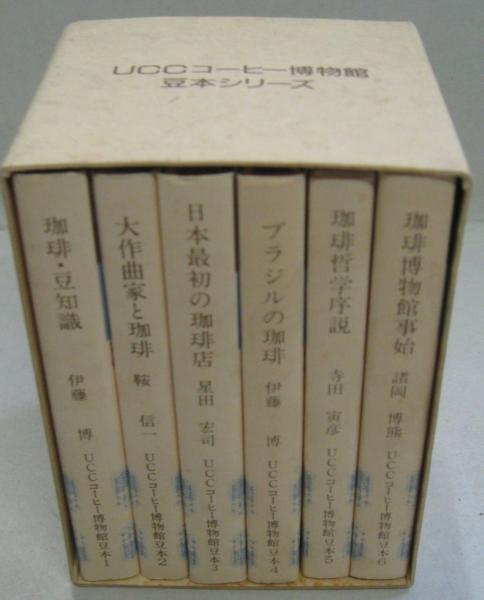 UCCコーヒー博物館
豆本シリーズ
珈琲・豆知識 伊藤 博 UCCコーヒー博物館豆本1
大作曲家と珈琲 鞍 信一 UCCコーヒー博物館豆本2
日本最初の珈琲店 星田 宏司 UCCコーヒー博物館豆本3
ブラジルの珈琲 伊藤 博 UCCコーヒー博物館豆本4
珈琲哲学序説 寺田 寅彦 UCCコーヒー博物館豆本5
珈琲博物館事始 諸岡 博熊 UCCコーヒー博物館豆本6